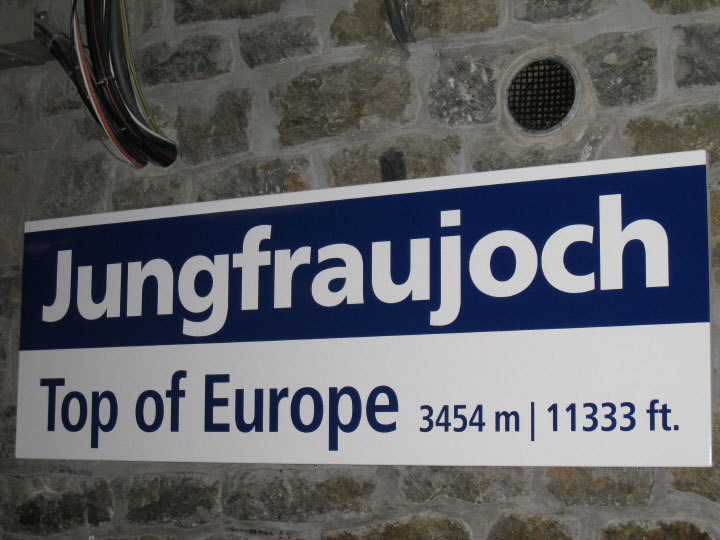 Jungfraujoch
Top of Europe 3454 m | 11333 ft.